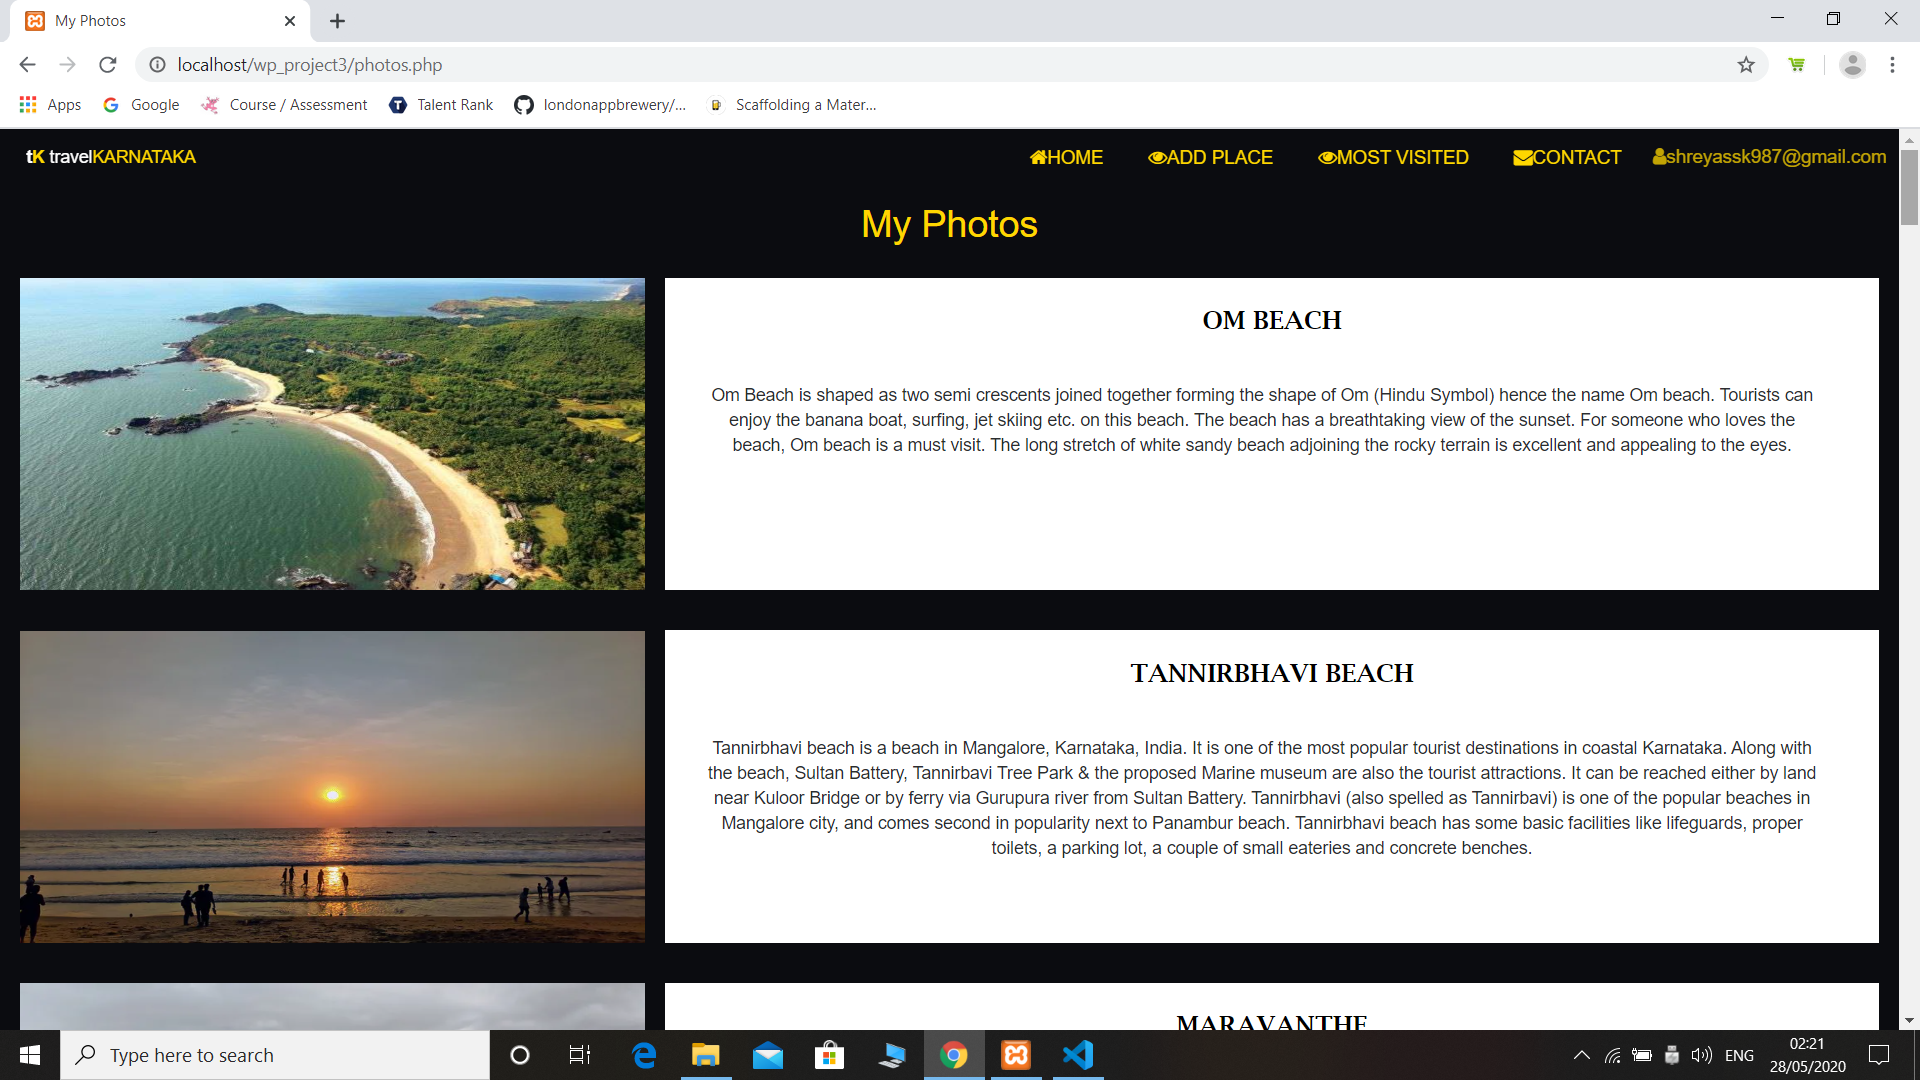 My Photos
localhost/wp_project3/photos.php
Apps Google Course / Assessment Talent Rank londonappbrewery/... Scaffolding a Mater...
tK travelKARNATAKA HOME ADD PLACE MOST VISITED CONTACT shreyassk987@gmail.com
My Photos
OM BEACH
Om Beach is shaped as two semi crescents joined together forming the shape of Om (Hindu Symbol) hence the name Om beach. Tourists can
enjoy the banana boat, surfing, jet skiing etc. on this beach. The beach has a breathtaking view of the sunset. For someone who loves the
beach, Om beach is a must visit. The long stretch of white sandy beach adjoining the rocky terrain is excellent and appealing to the eyes.
TANNIRBHAVI BEACH
Tannirbhavi beach is a beach in Mangalore, Karnataka, India. It is one of the most popular tourist destinations in coastal Karnataka. Along with
the beach, Sultan Battery, Tannirbavi Tree Park & the proposed Marine museum are also the tourist attractions. It can be reached either by land
near Kuloor Bridge or by ferry via Gurupura river from Sultan Battery. Tannirbhavi (also spelled as Tannirbavi) is one of the popular beaches in
Mangalore city, and comes second in popularity next to Panambur beach. Tannirbhavi beach has some basic facilities like lifeguards, proper
toilets, a parking lot, a couple of small eateries and concrete benches.
MARAVANTHE
Type here to search
ENG
02:21
28/05/2020